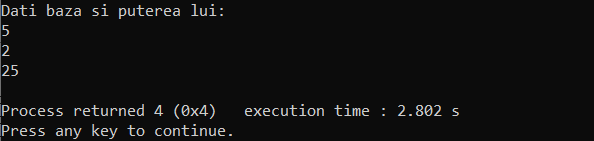 Dati baza si puterea lui:
5
2
25
Process returned 4 (0x4)   execution time : 2.802 s
Press any key to continue.